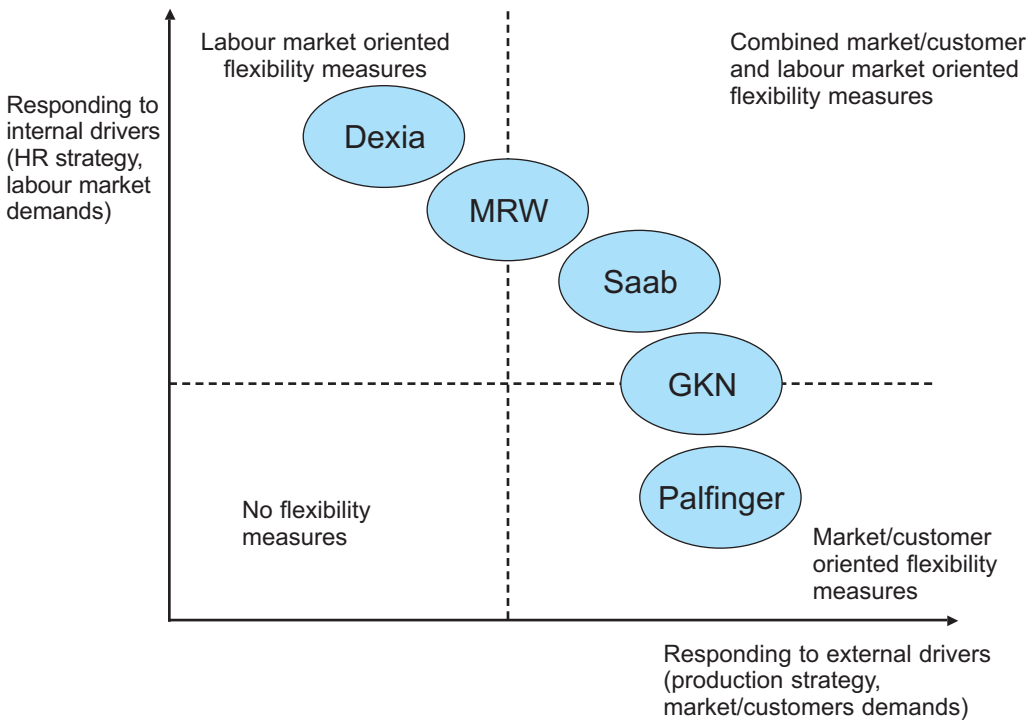 Labour market oriented
flexibility measures
Combined market/customer
and labour market oriented
flexibility measures
Responding to
internal drivers
(HR strategy,
labour market
demands)
Dexia
MRW
Saab
GKN
Palfinger
No flexibility
measures
Market/customer
oriented flexibility
measures
Responding to external drivers
(production strategy,
market/customers demands)